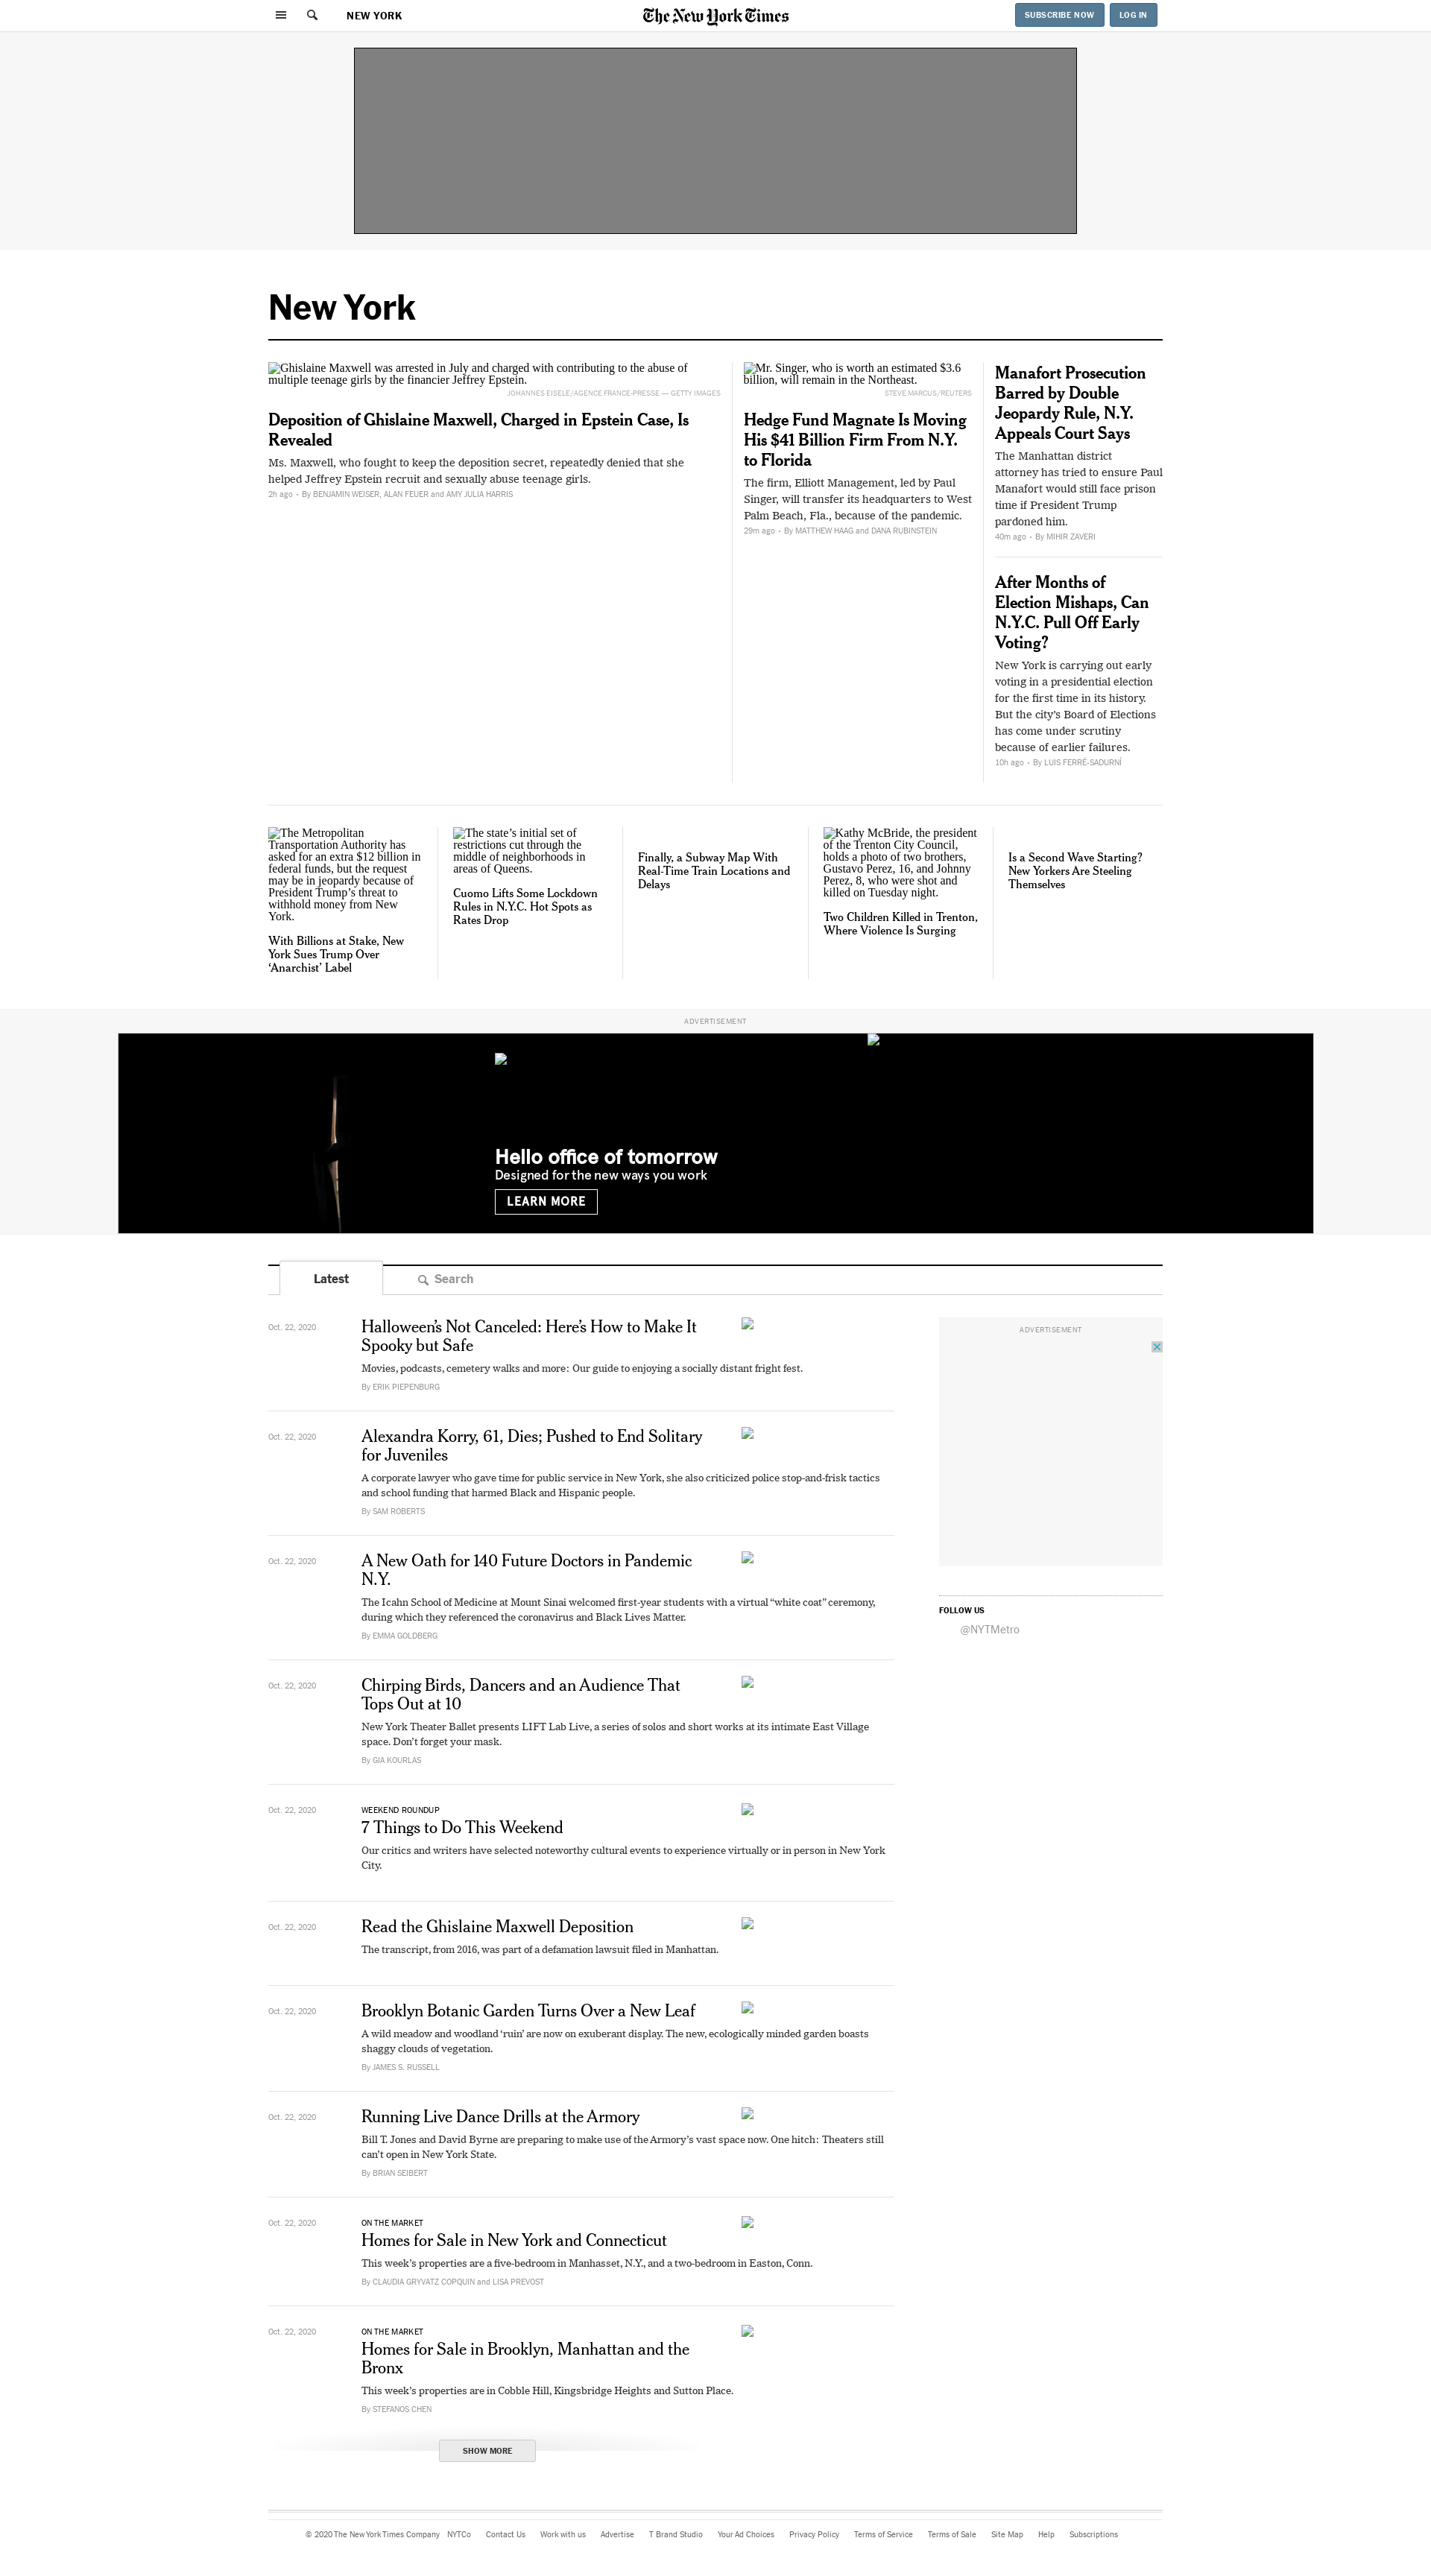 NEW YORK
The New York Times
SUBSCRIBE NOW
LOG IN
New York
Ghislaine Maxwell was arrested in July and charged with contributing to the abuse of
multiple teenage girls by the financier Jeffrey Epstein.
JOHANNES EISELE/AGENCE FRANCE-PRESSE — GETTY IMAGES
Deposition of Ghislaine Maxwell, Charged in Epstein Case, Is
Revealed
Ms. Maxwell, who fought to keep the deposition secret, repeatedly denied that she
helped Jeffrey Epstein recruit and sexually abuse teenage girls.
2h ago • By BENJAMIN WEISER, ALAN FEUER and AMY JULIA HARRIS
Mr. Singer, who is worth an estimated $3.6
billion, will remain in the Northeast.
STEVE MARCUS/REUTERS
Hedge Fund Magnate Is Moving
His $41 Billion Firm From N.Y.
to Florida
The firm, Elliott Management, led by Paul
Singer, will transfer its headquarters to West
Palm Beach, Fla., because of the pandemic.
29m ago • By MATTHEW HAAG and DANA RUBINSTEIN
Manafort Prosecution
Barred by Double
Jeopardy Rule, N.Y.
Appeals Court Says
The Manhattan district
attorney has tried to ensure Paul
Manafort would still face prison
time if President Trump
pardoned him.
40m ago • By MIHIR ZAVERI
After Months of
Election Mishaps, Can
N.Y.C. Pull Off Early
Voting?
New York is carrying out early
voting in a presidential election
for the first time in its history.
But the city’s Board of Elections
has come under scrutiny
because of earlier failures.
10h ago • By LUIS FERRÉ-SADURNÍ
The Metropolitan
Transportation Authority has
asked for an extra $12 billion in
federal funds, but the request
may be in jeopardy because of
President Trump’s threat to
withhold money from New
York.
With Billions at Stake, New
York Sues Trump Over
‘Anarchist’ Label
The state’s initial set of
restrictions cut through the
middle of neighborhoods in
areas of Queens.
Cuomo Lifts Some Lockdown
Rules in N.Y.C. Hot Spots as
Rates Drop
Finally, a Subway Map With
Real-Time Train Locations and
Delays
Kathy McBride, the president
of the Trenton City Council,
holds a photo of two brothers,
Gustavo Perez, 16, and Johnny
Perez, 8, who were shot and
killed on Tuesday night.
Two Children Killed in Trenton,
Where Violence Is Surging
Is a Second Wave Starting?
New Yorkers Are Steeling
Themselves
ADVERTISEMENT
Hello office of tomorrow
Designed for the new ways you work
LEARN MORE
Latest
Search
Oct. 22, 2020
Halloween’s Not Canceled: Here’s How to Make It
Spooky but Safe
Movies, podcasts, cemetery walks and more: Our guide to enjoying a socially distant fright fest.
By ERIK PIEPENBURG
ADVERTISEMENT
Oct. 22, 2020
Alexandra Korry, 61, Dies; Pushed to End Solitary
for Juveniles
A corporate lawyer who gave time for public service in New York, she also criticized police stop-and-frisk tactics
and school funding that harmed Black and Hispanic people.
By SAM ROBERTS
Oct. 22, 2020
A New Oath for 140 Future Doctors in Pandemic
N.Y.
The Icahn School of Medicine at Mount Sinai welcomed first-year students with a virtual “white coat” ceremony,
during which they referenced the coronavirus and Black Lives Matter.
By EMMA GOLDBERG
FOLLOW US
@NYTMetro
Oct. 22, 2020
Chirping Birds, Dancers and an Audience That
Tops Out at 10
New York Theater Ballet presents LIFT Lab Live, a series of solos and short works at its intimate East Village
space. Don’t forget your mask.
By GIA KOURLAS
Oct. 22, 2020
WEEKEND ROUNDUP
7 Things to Do This Weekend
Our critics and writers have selected noteworthy cultural events to experience virtually or in person in New York
City.
Oct. 22, 2020
Read the Ghislaine Maxwell Deposition
The transcript, from 2016, was part of a defamation lawsuit filed in Manhattan.
Oct. 22, 2020
Brooklyn Botanic Garden Turns Over a New Leaf
A wild meadow and woodland ‘ruin’ are now on exuberant display. The new, ecologically minded garden boasts
shaggy clouds of vegetation.
By JAMES S. RUSSELL
Oct. 22, 2020
Running Live Dance Drills at the Armory
Bill T. Jones and David Byrne are preparing to make use of the Armory’s vast space now. One hitch: Theaters still
can’t open in New York State.
By BRIAN SEIBERT
Oct. 22, 2020
ON THE MARKET
Homes for Sale in New York and Connecticut
This week’s properties are a five-bedroom in Manhasset, N.Y., and a two-bedroom in Easton, Conn.
By CLAUDIA GRYVATZ COPQUIN and LISA PREVOST
Oct. 22, 2020
ON THE MARKET
Homes for Sale in Brooklyn, Manhattan and the
Bronx
This week’s properties are in Cobble Hill, Kingsbridge Heights and Sutton Place.
By STEFANOS CHEN
SHOW MORE
© 2020 The New York Times Company NYTCo Contact Us Work with us Advertise T Brand Studio Your Ad Choices Privacy Policy Terms of Service Terms of Sale Site Map Help Subscriptions